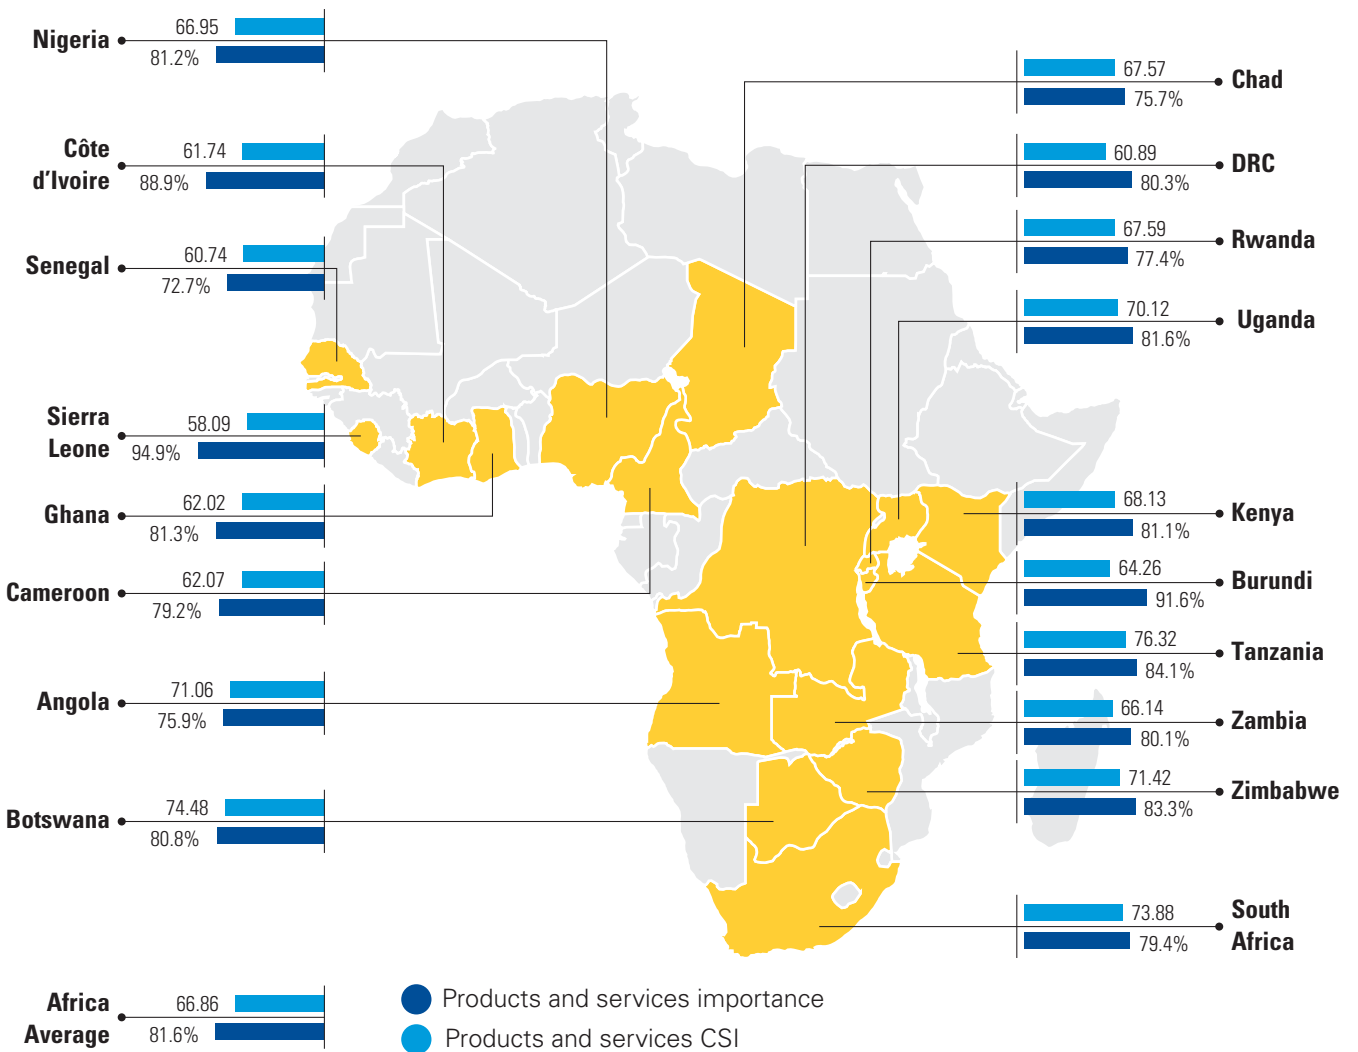 Nigeria
66.95
81.2%
Côte
d'Ivoire
61.74
88.9%
Senegal
60.74
72.7%
Sierra
Leone
58.09
94.9%
Ghana
62.02
81.3%
Cameroon
62.07
79.2%
Angola
71.06
75.9%
Botswana
74.48
80.8%
Africa
Average
66.86
81.6%
67.57
75.7%
Chad
60.89
80.3%
DRC
67.59
77.4%
Rwanda
70.12
81.6%
Uganda
68.13
81.1%
Kenya
64.26
91.6%
Burundi
76.32
84.1%
Tanzania
66.14
80.1%
Zambia
71.42
83.3%
Zimbabwe
73.88
79.4%
South
Africa
Products and services importance
Products and services CSI